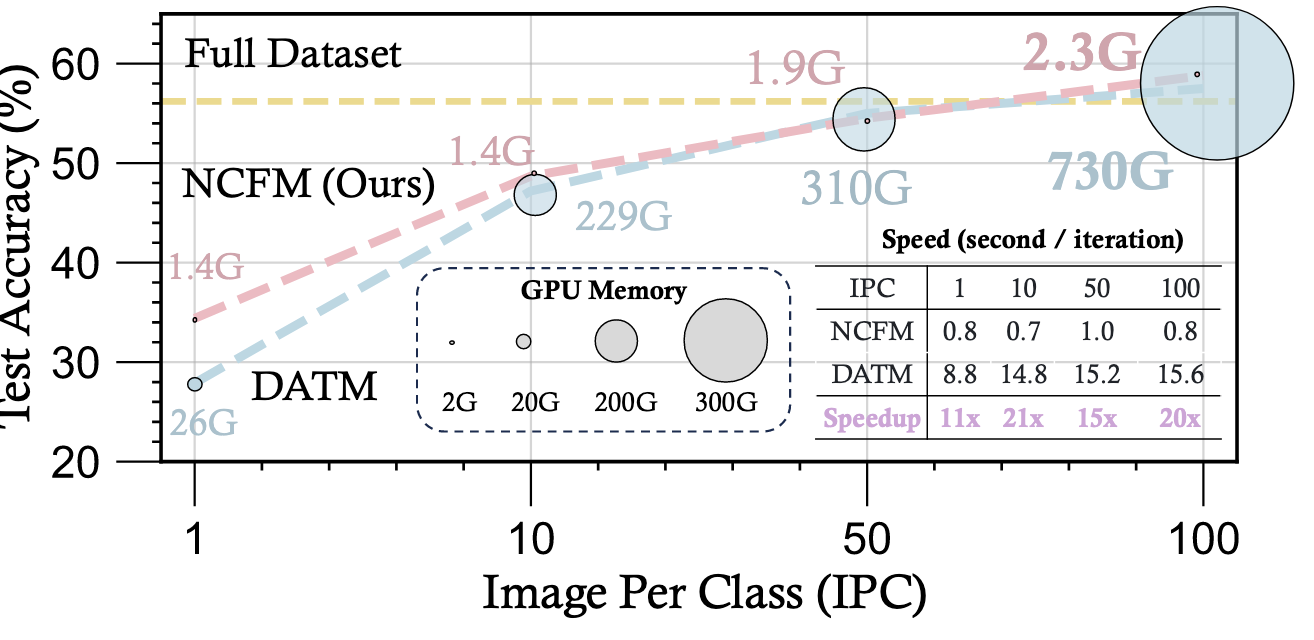 Test Accuracy (%)
60
50
40
30
20
Full Dataset
NCFM (Ours)
DATM
1.4G
1.4G
1.9G
2.3G
26G
229G
310G
730G
GPU Memory
2G 20G 200G 300G
Speed (second / iteration)
IPC 1 10 50 100
NCFM 0.8 0.7 1.0 0.8
DATM 8.8 14.8 15.2 15.6
Speedup 11x 21x 15x 20x
1 10 50 100
Image Per Class (IPC)